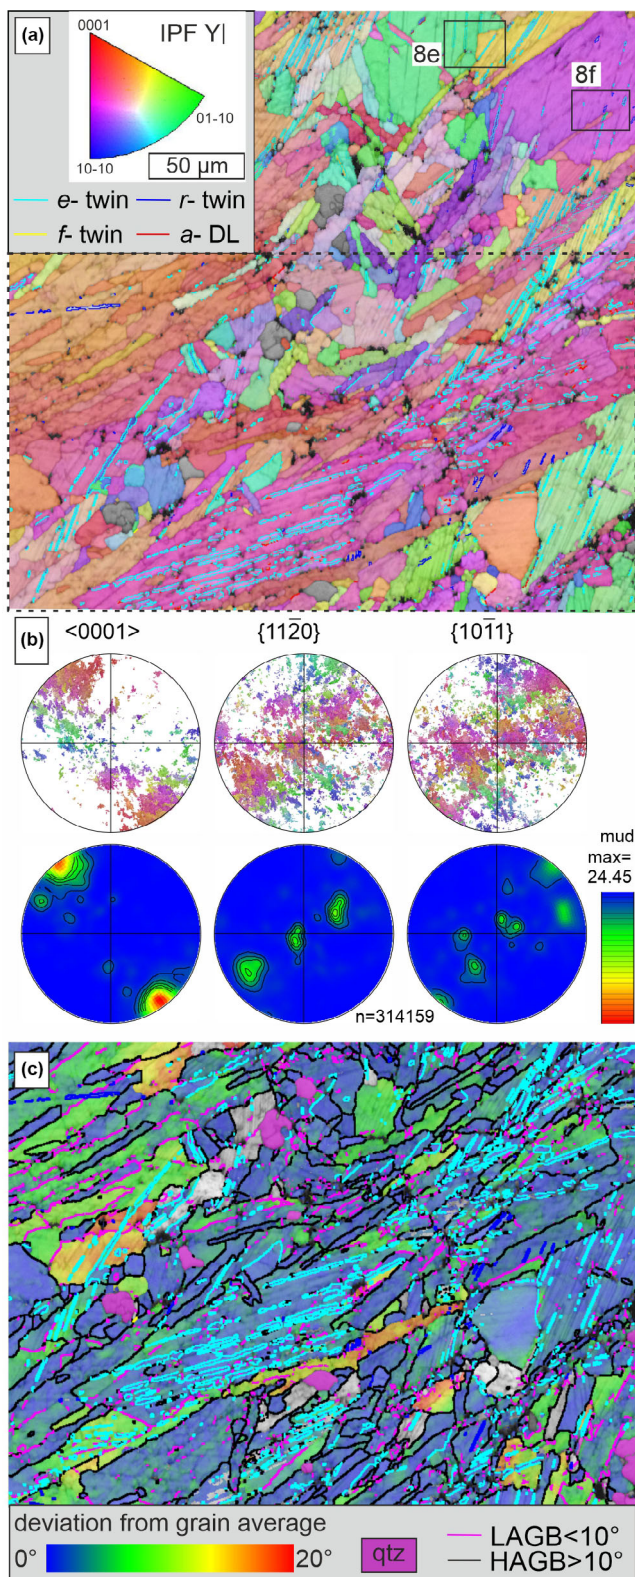 (a)
IPF Y|
0001
01-10
10-10
50 µm
e- twin
r- twin
f- twin
a- DL
8e
8f
(b)
<0001>
{112̄0}
{101̄1}
mud
max=
24.45
n=314159
(c)
deviation from grain average
0°
20°
qtz
LAGB<10°
HAGB>10°